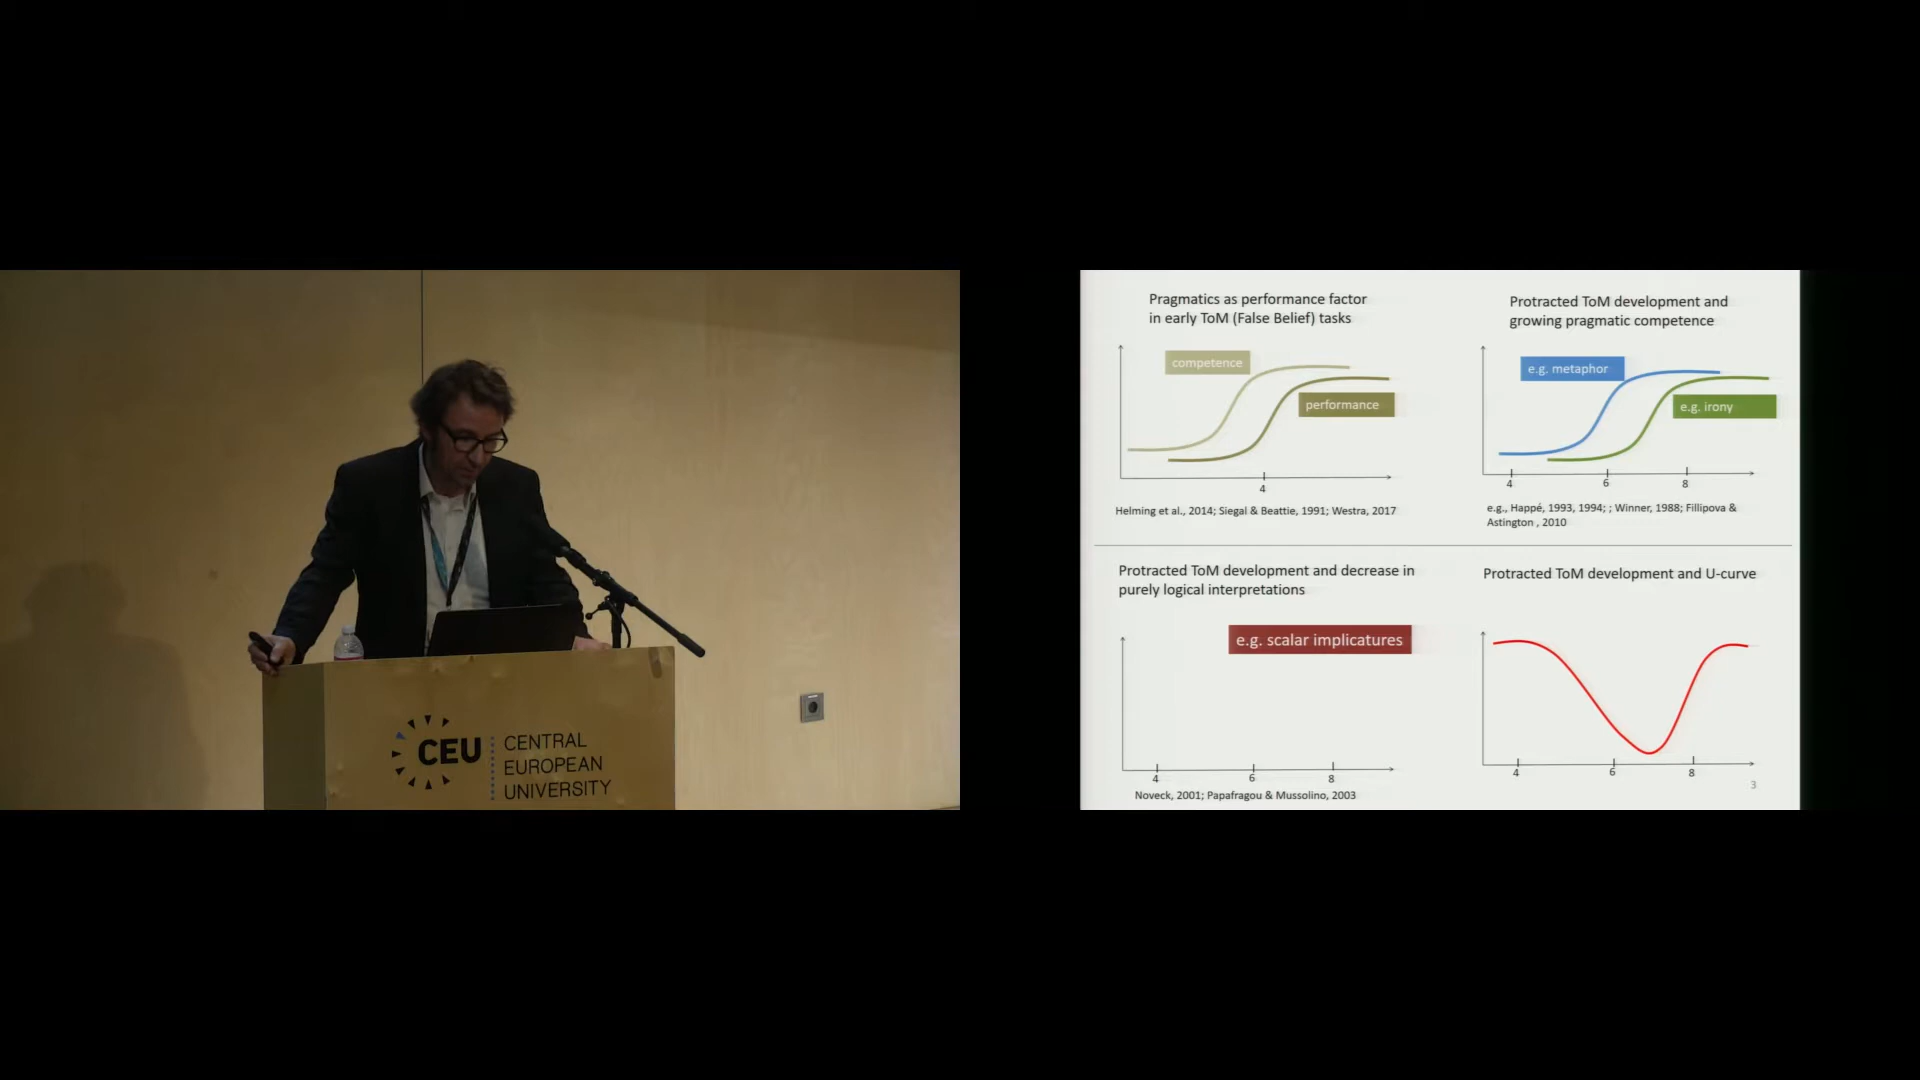 CEU
CENTRAL
EUROPEAN
UNIVERSITY
Pragmatics as performance factor
in early ToM (False Belief) tasks
competence
performance
4
Helming et al., 2014; Siegal & Beattie, 1991; Westra, 2017
Protracted ToM development and
growing pragmatic competence
e.g. metaphor
e.g. irony
4 6 8
e.g., Happé, 1993, 1994; ; Winner, 1988; Fillipova &
Astington , 2010
Protracted ToM development and decrease in
purely logical interpretations
e.g. scalar implicatures
4 6 8
Noveck, 2001; Papafragou & Mussolino, 2003
Protracted ToM development and U-curve
4 6 8
3